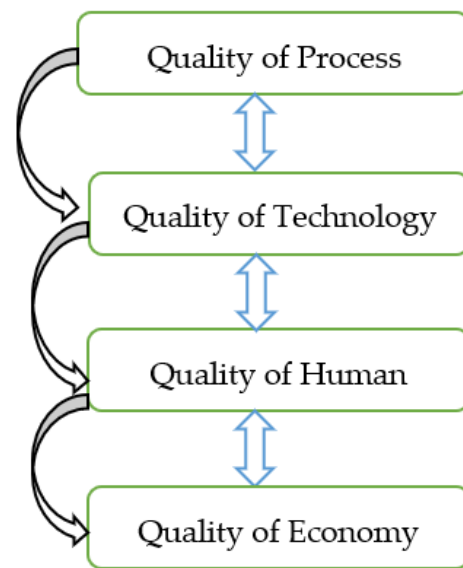 Quality of Process
Quality of Technology
Quality of Human
Quality of Economy